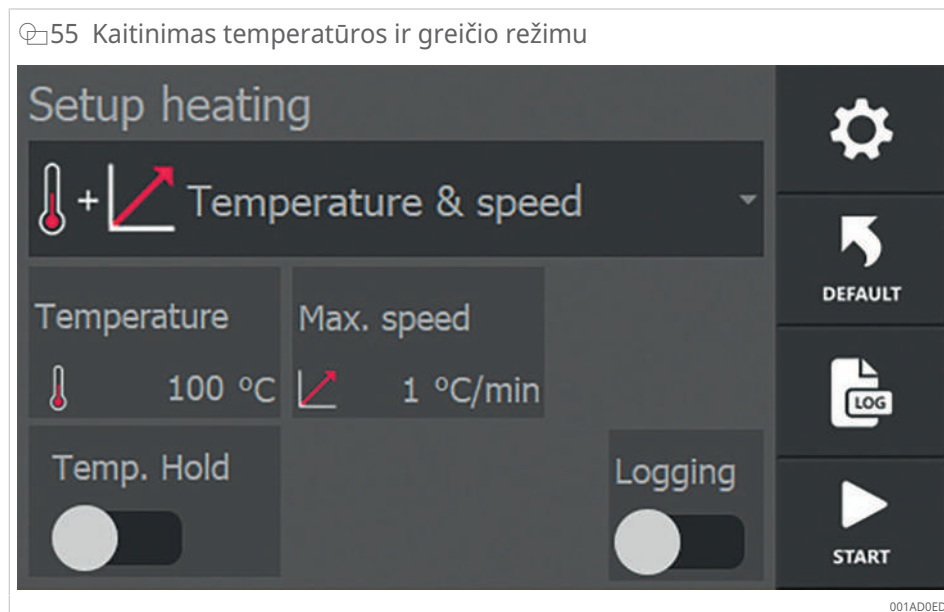 55 Kaitinimas temperatūros ir greičio režimu
Setup heating
+ Temperature & speed
Temperature
Max. speed
100 °C
1 °C/min
Temp. Hold
Logging
DEFAULT
LOG
START
001AD0ED